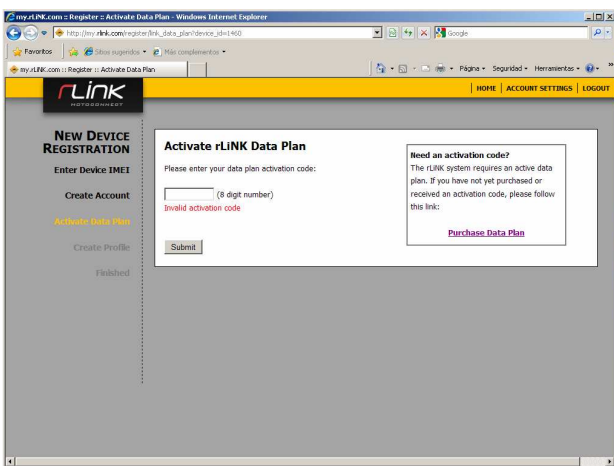 my.rLiNK.com :: Register :: Activate Data Plan - Windows Internet Explorer
http://my.rlink.com/register/link_data_plan?device_id=1460
Google
Favoritos
Sitios sugeridos
Más complementos
my.rLiNK.com :: Register :: Activate Data Plan
Página
Seguridad
Herramientas
rLiNK
MOTOCONNECT
HOME | ACCOUNT SETTINGS | LOGOUT
NEW DEVICE
REGISTRATION
Enter Device IMEI
Create Account
Activate Data Plan
Create Profile
Finished
Activate rLiNK Data Plan
Please enter your data plan activation code:
(8 digit number)
Invalid activation code
Submit
Need an activation code?
The rLiNK system requires an active data
plan. If you have not yet purchased or
received an activation code, please follow
this link:
Purchase Data Plan